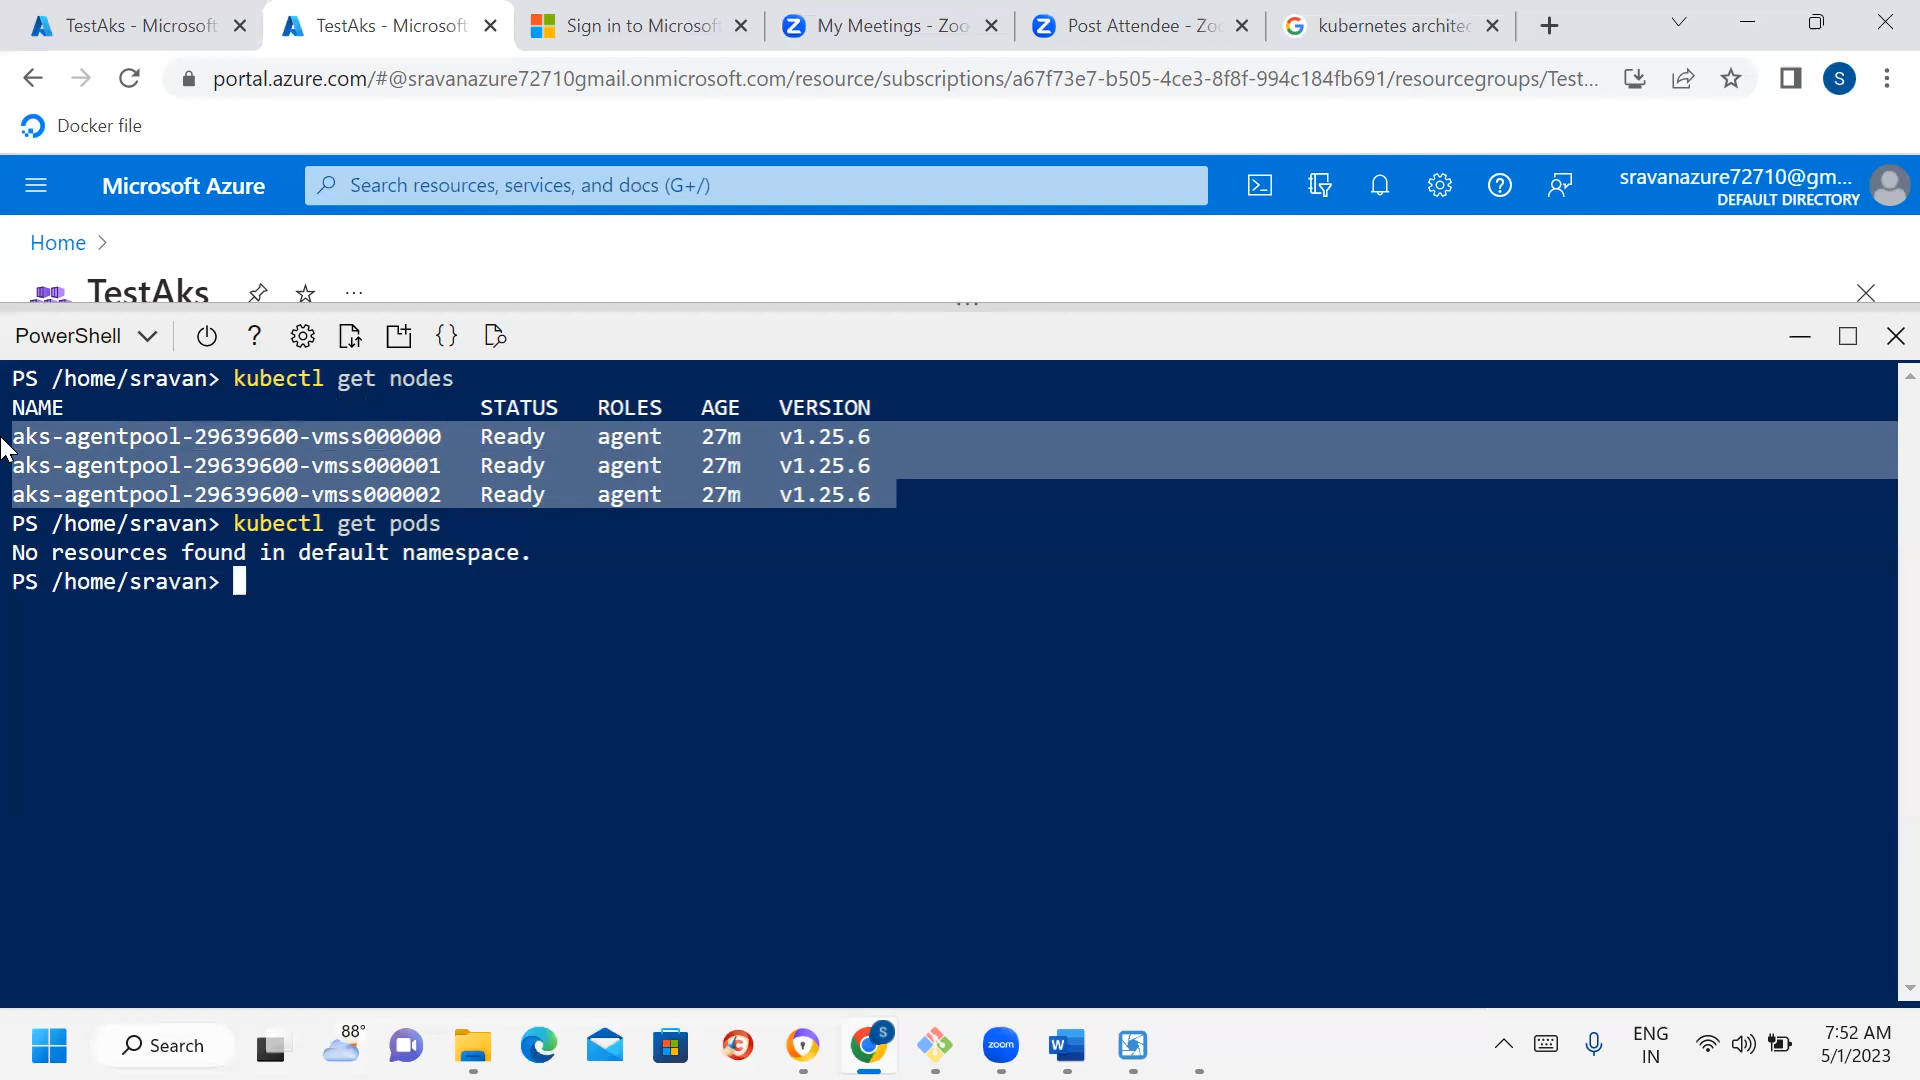 TestAks - Microsoft
TestAks - Microsoft
Sign in to Microsof
My Meetings - Zoo
Post Attendee - Zo
kubernetes architec
portal.azure.com/#@sravanazure72710gmail.onmicrosoft.com/resource/subscriptions/a67f73e7-b505-4ce3-8f8f-994c184fb691/resourcegroups/Test...
S
Docker file
Microsoft Azure
Search resources, services, and docs (G+/)
sravanazure72710@gm...
DEFAULT DIRECTORY
Home >
TestAks
PowerShell
PS /home/sravan> kubectl get nodes
NAME STATUS ROLES AGE VERSION
aks-agentpool-29639600-vmss000000 Ready agent 27m v1.25.6
aks-agentpool-29639600-vmss000001 Ready agent 27m v1.25.6
aks-agentpool-29639600-vmss000002 Ready agent 27m v1.25.6
PS /home/sravan> kubectl get pods
No resources found in default namespace.
PS /home/sravan>
Search
88°
S
zoom
W
ENG
IN
7:52 AM
5/1/2023